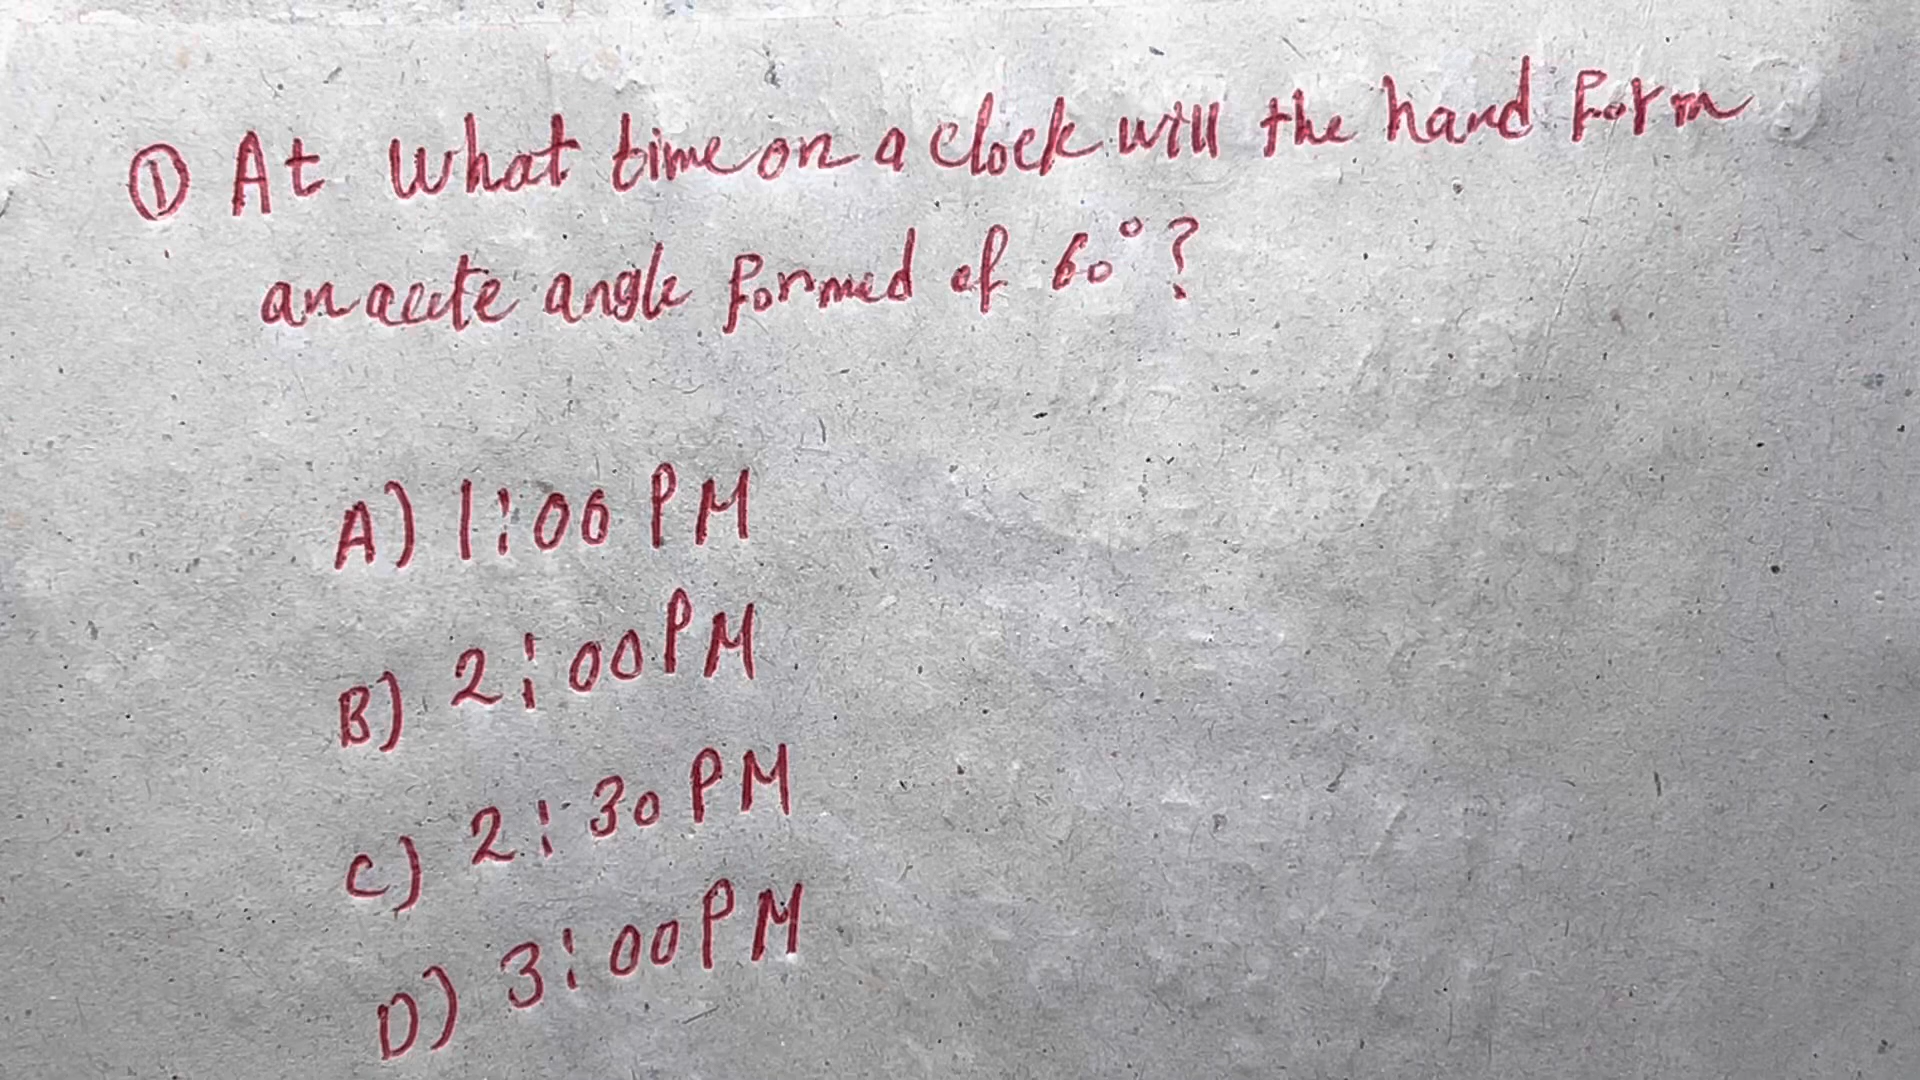 ① At What time on a clock will the hand Form
an acute angle Formed of 60°?
A) 1:00 PM
B) 2:00 PM
C) 2:30 PM
D) 3:00 PM